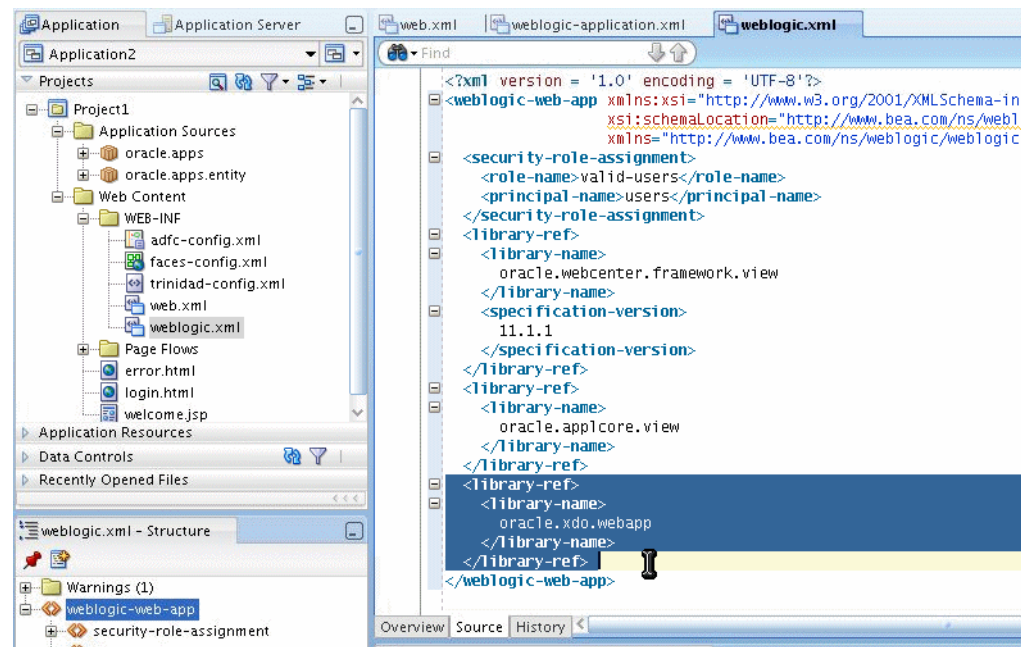 Application
Application Server
Application2
Projects
Project1
Application Sources
oracle.apps
oracle.apps.entity
Web Content
WEB-INF
adfc-config.xml
faces-config.xml
trinidad-config.xml
web.xml
weblogic.xml
Page Flows
error.html
login.html
welcome.jsp
Application Resources
Data Controls
Recently Opened Files
weblogic.xml - Structure
Warnings (1)
weblogic-web-app
security-role-assignment
web.xml
weblogic-application.xml
weblogic.xml
Find
<?xml version = '1.0' encoding = 'UTF-8'?>
<weblogic-web-app xmlns:xsi="http://www.w3.org/2001/XMLSchema-in
xsi:schemaLocation="http://www.bea.com/ns/webl
xmlns="http://www.bea.com/ns/weblogic/weblogic
<security-role-assignment>
<role-name>valid-users</role-name>
<principal-name>users</principal-name>
</security-role-assignment>
<library-ref>
<library-name>
oracle.webcenter.framework.view
</library-name>
<specification-version>
11.1.1
</specification-version>
</library-ref>
<library-ref>
<library-name>
oracle.applcore.view
</library-name>
</library-ref>
<library-ref>
<library-name>
oracle.xdo.webapp
</library-name>
</library-ref>
</weblogic-web-app>
Overview Source History